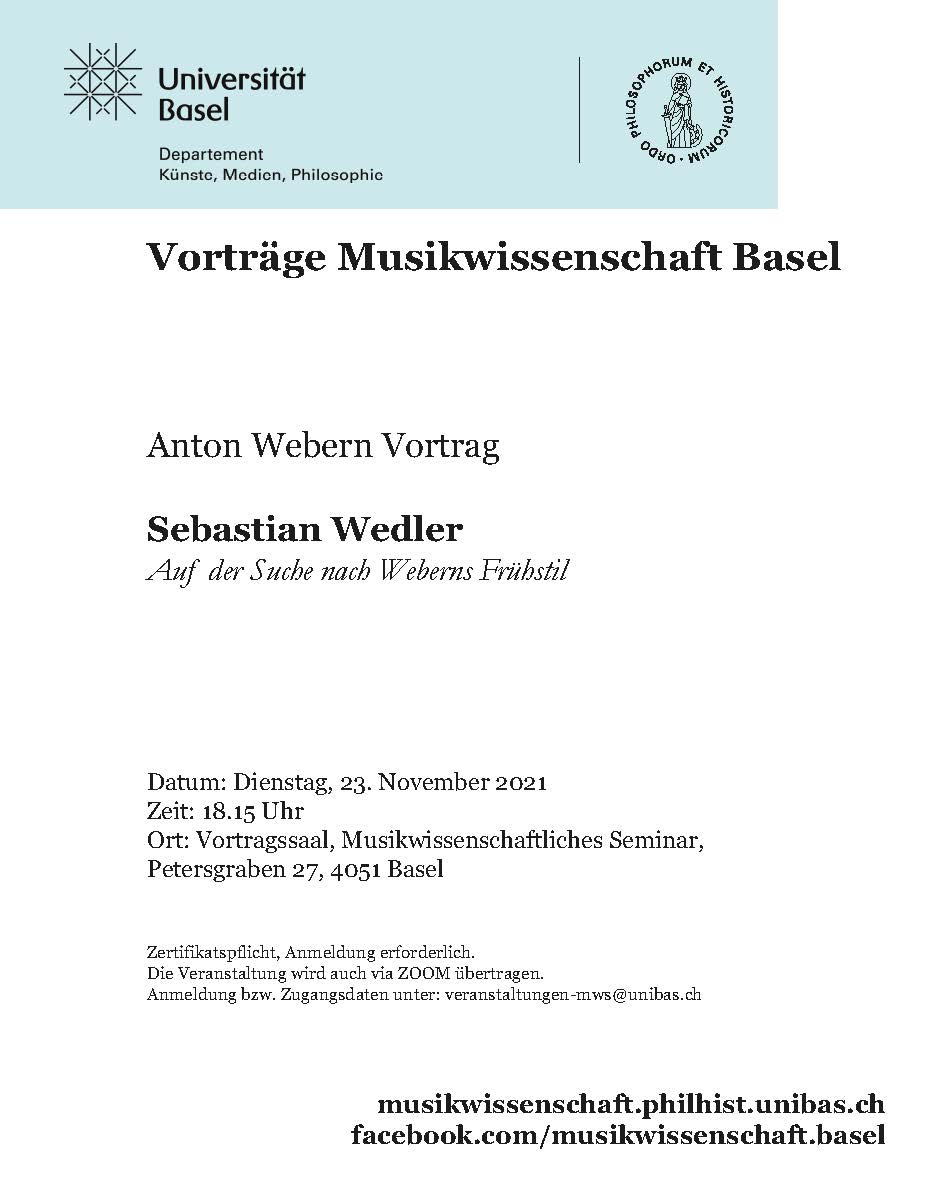 Universität
Basel
Departement
Künste, Medien, Philosophie
ORDO PHILOSOPHORUM ET HISTORICORUM
Vorträge Musikwissenschaft Basel
Anton Webern Vortrag
Sebastian Wedler
Auf der Suche nach Weberns Frühstil
Datum: Dienstag, 23. November 2021
Zeit: 18.15 Uhr
Ort: Vortragssaal, Musikwissenschaftliches Seminar,
Petersgraben 27, 4051 Basel
Zertifikatspflicht, Anmeldung erforderlich.
Die Veranstaltung wird auch via ZOOM übertragen.
Anmeldung bzw. Zugangsdaten unter: veranstaltungen-mws@unibas.ch
musikwissenschaft.philhist.unibas.ch
facebook.com/musikwissenschaft.basel